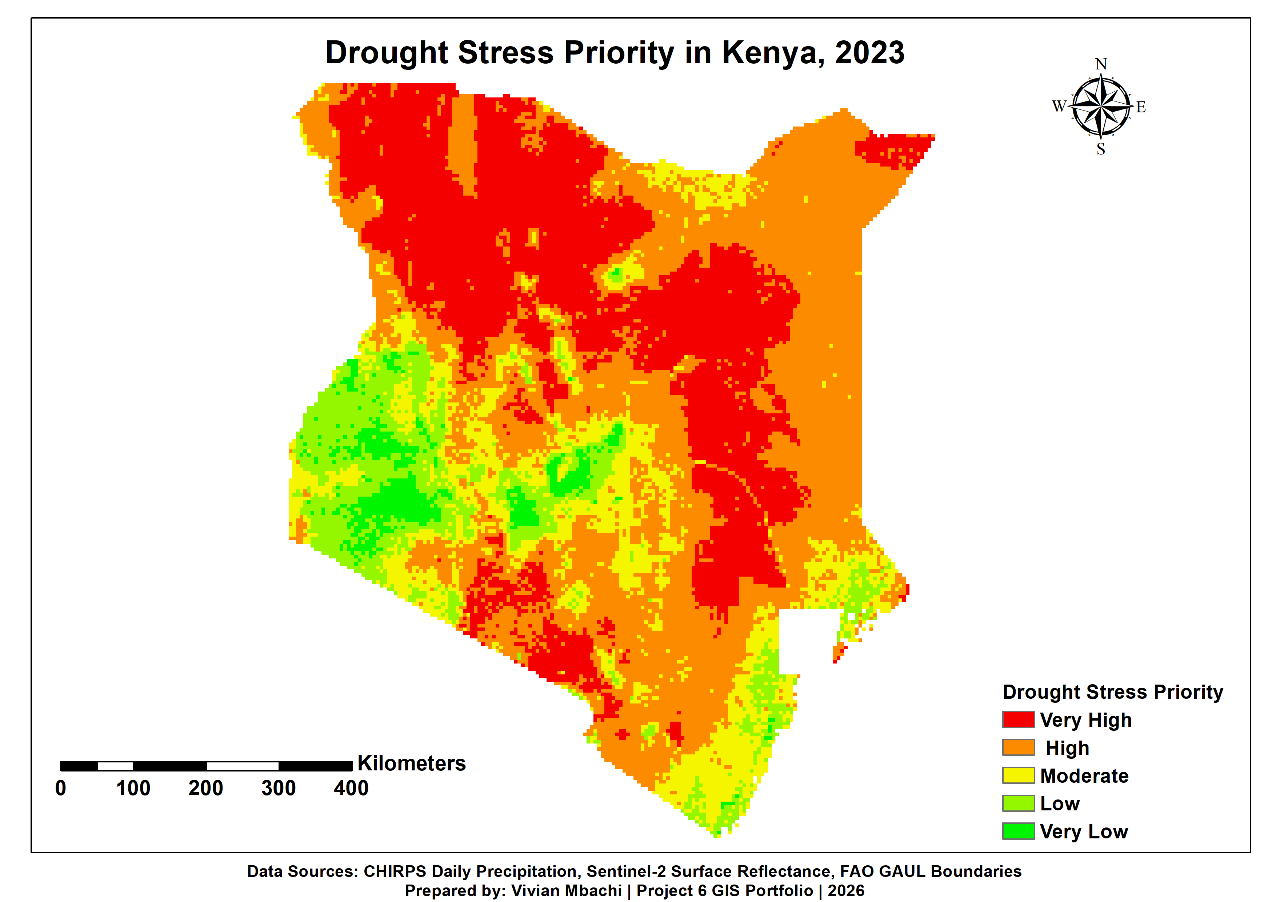 Drought Stress Priority in Kenya, 2023
N
W E
S
Drought Stress Priority
Very High
High
Moderate
Low
Very Low
Kilometers
0 100 200 300 400
Data Sources: CHIRPS Daily Precipitation, Sentinel-2 Surface Reflectance, FAO GAUL Boundaries
Prepared by: Vivian Mbachi | Project 6 GIS Portfolio | 2026